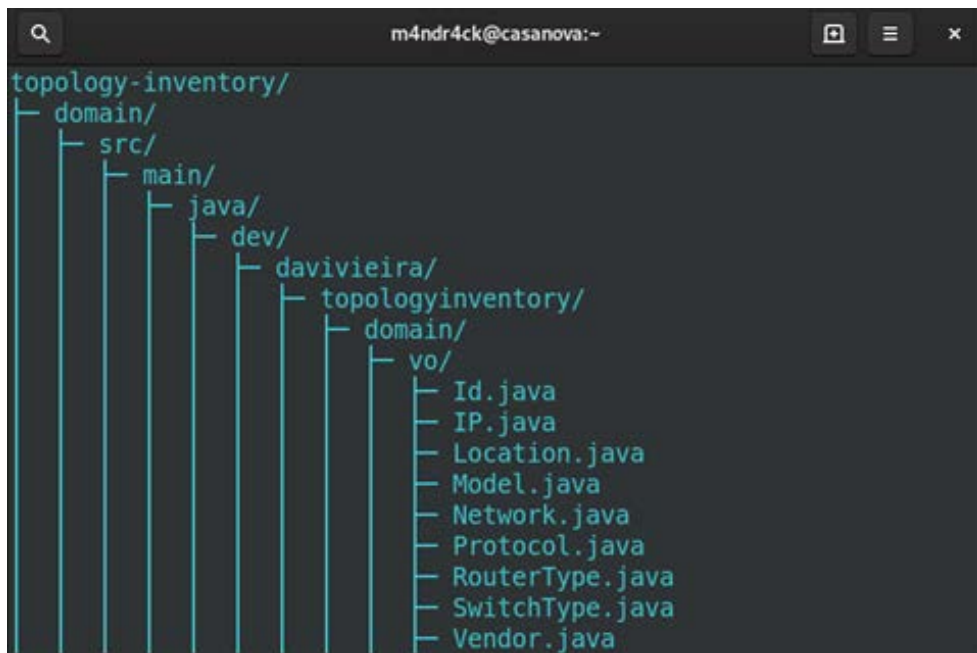 m4ndr4ck@casanova:~
topology-inventory/
├─ domain/
├─ src/
├─ main/
├─ java/
├─ dev/
├─ davivieira/
├─ topologyinventory/
├─ domain/
├─ vo/
├─ Id.java
├─ IP.java
├─ Location.java
├─ Model.java
├─ Network.java
├─ Protocol.java
├─ RouterType.java
├─ SwitchType.java
├─ Vendor.java